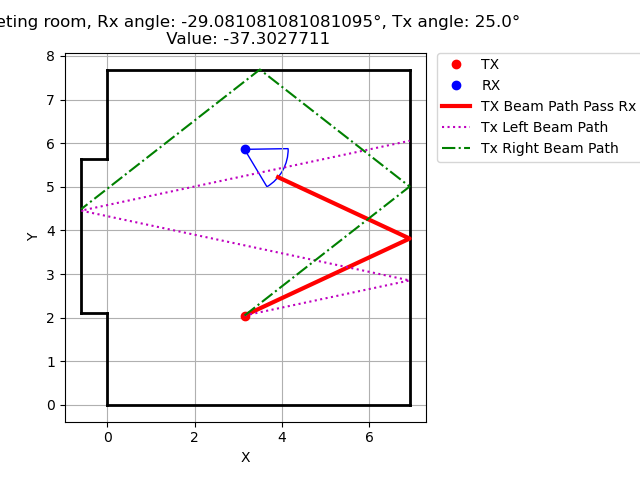 eting room, Rx angle: -29.081081081081095°, Tx angle: 25.0°
Value: -37.3027711
TX
RX
TX Beam Path Pass Rx
Tx Left Beam Path
Tx Right Beam Path
8
7
6
5
4
3
2
1
0
Y
0 2 4 6
X